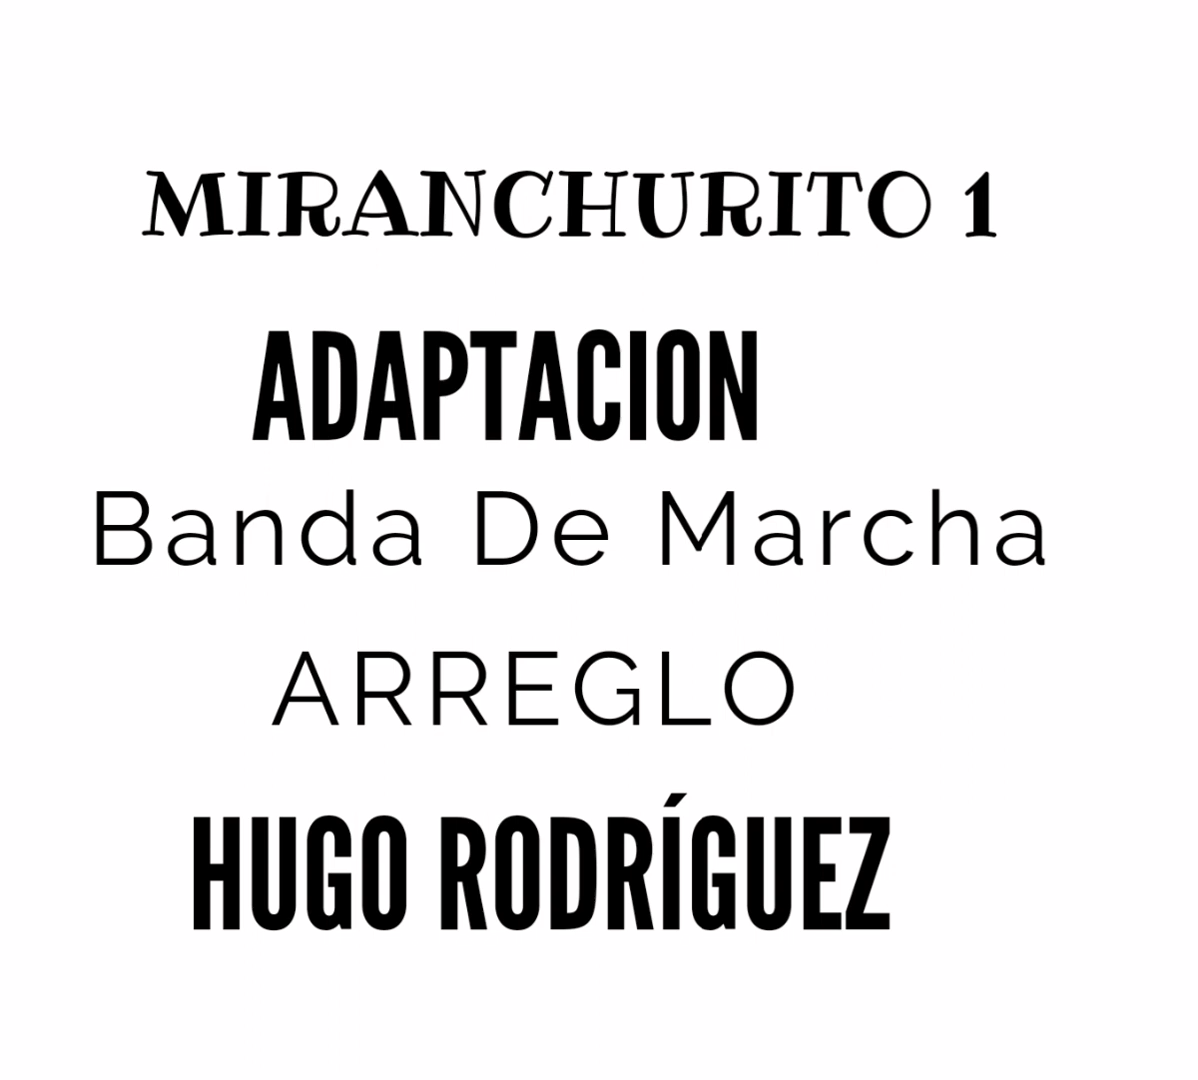 MIRANCHURITO 1
ADAPTACION
Banda De Marcha
ARREGLO
HUGO RODRÍGUEZ